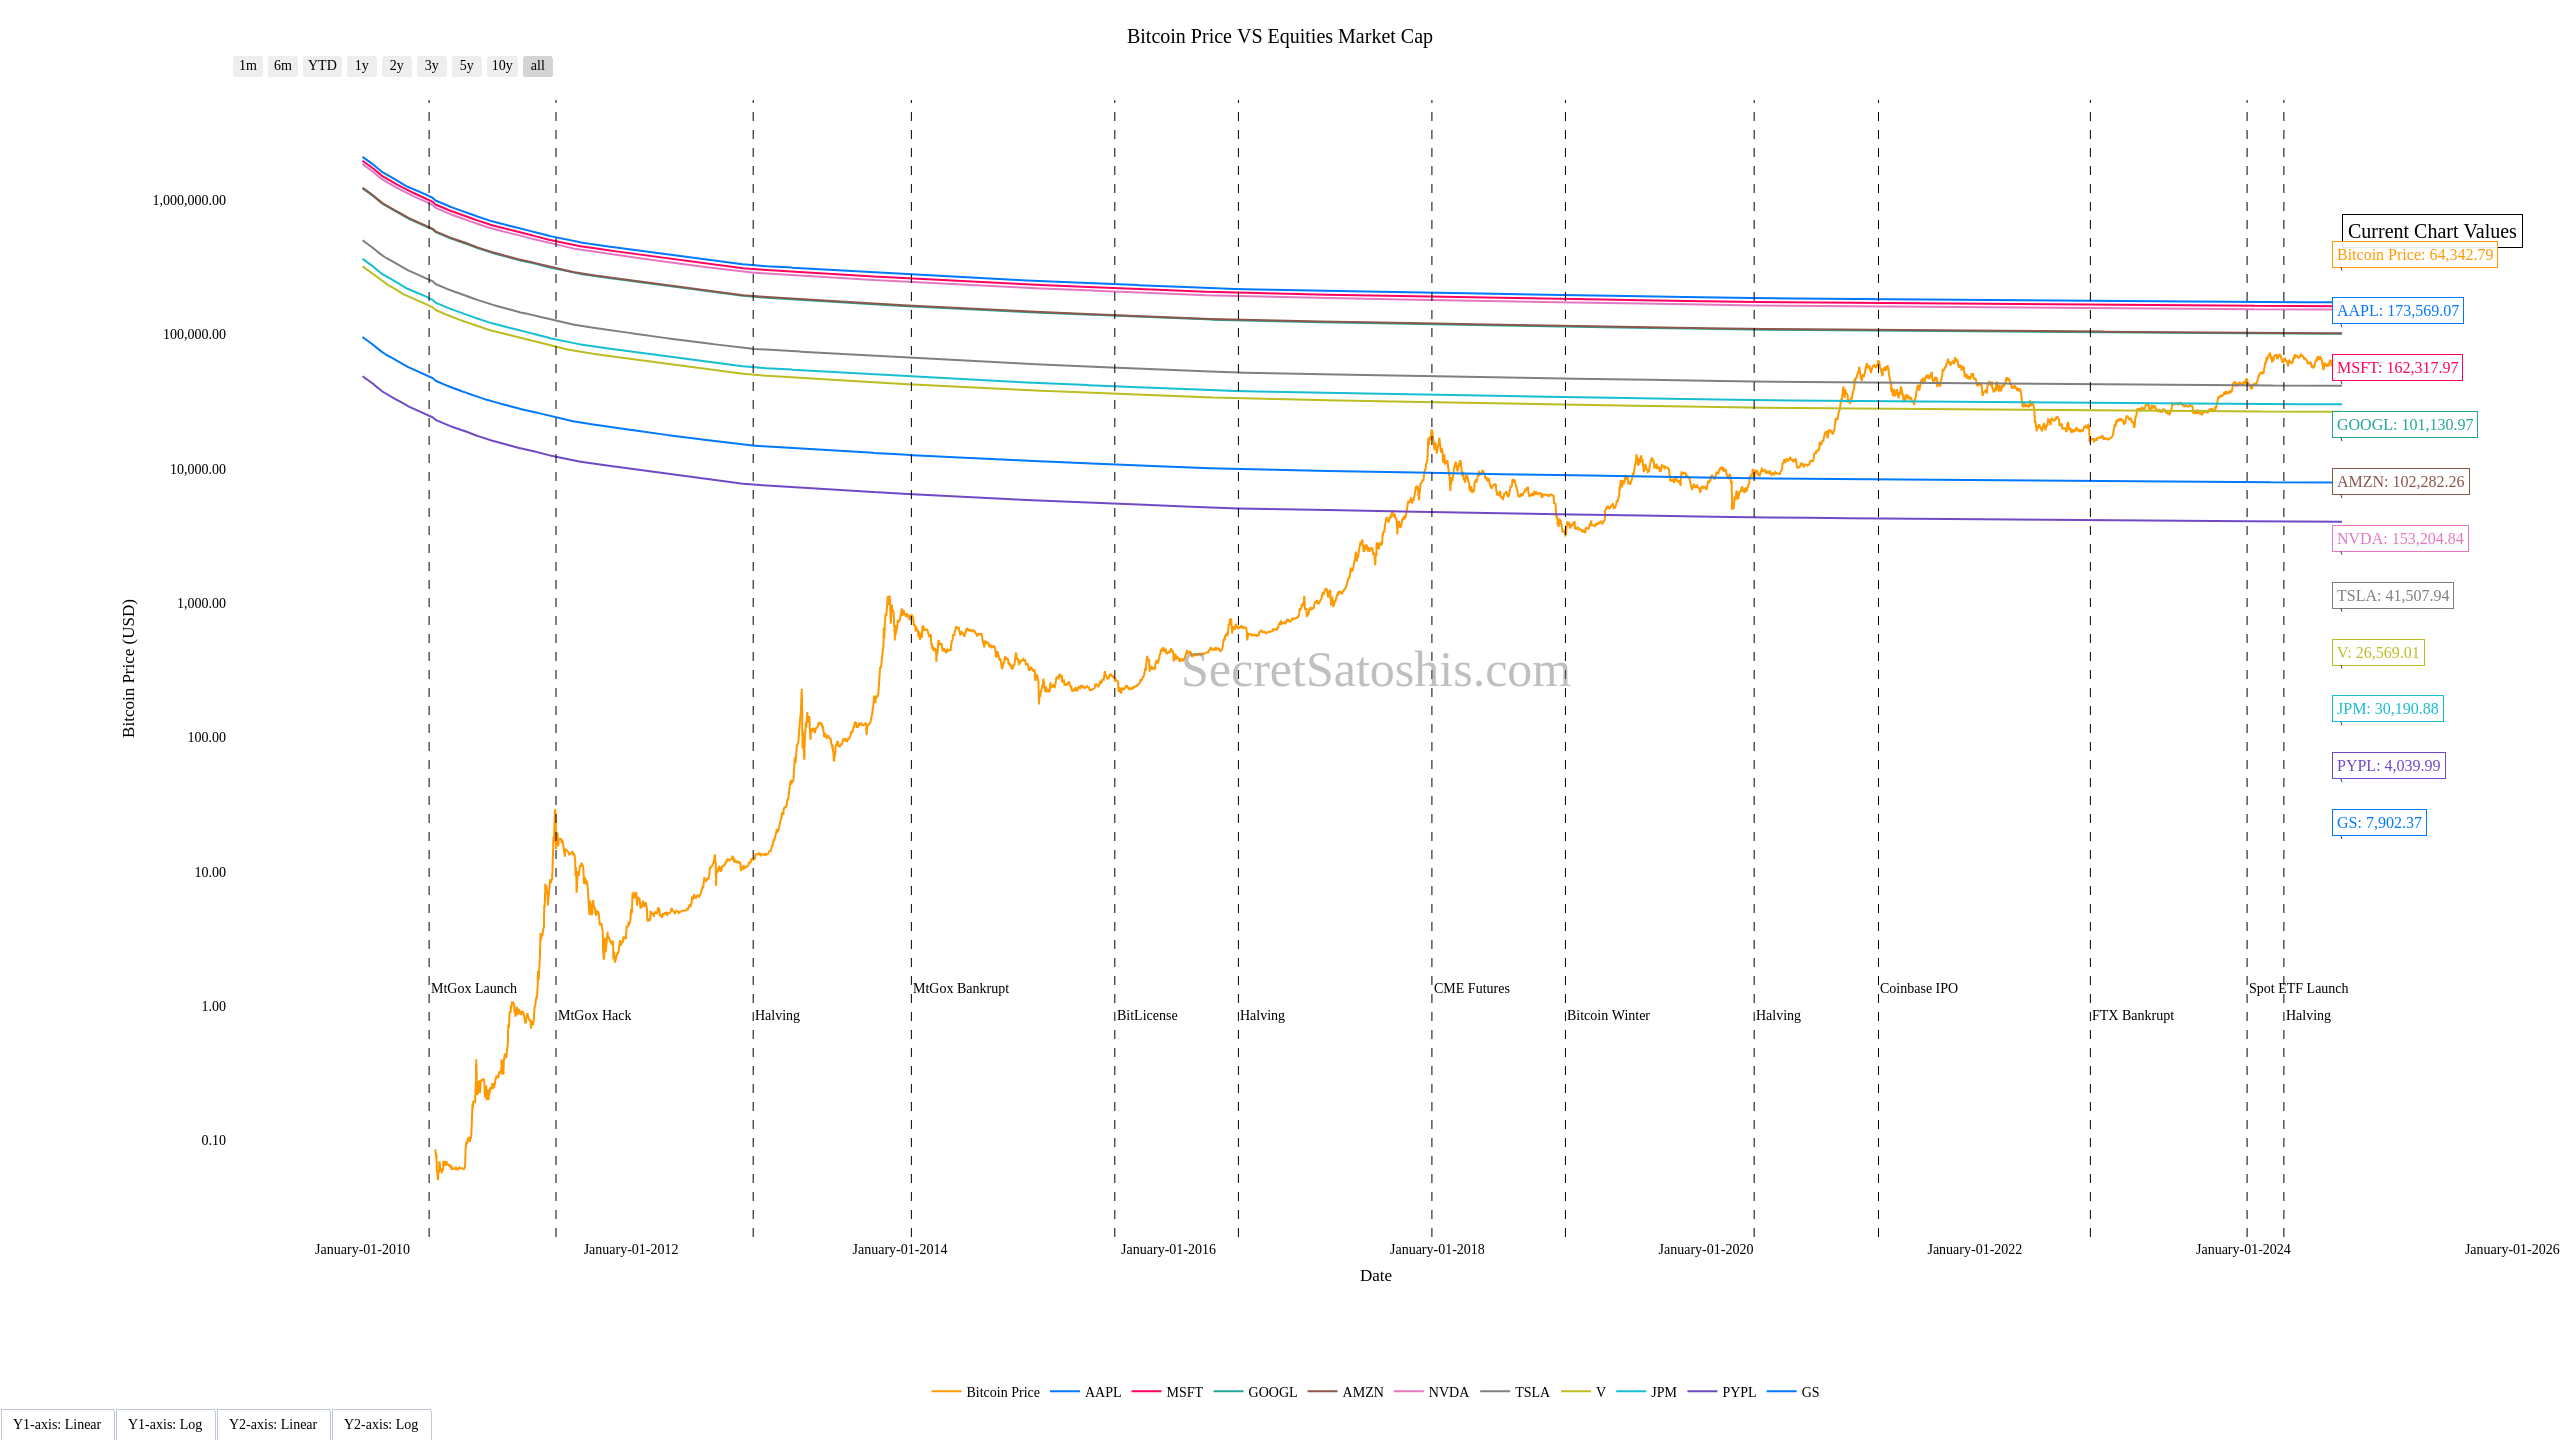 Bitcoin Price VS Equities Market Cap
1m 6m YTD 1y 2y 3y 5y 10y all
1,000,000.00
100,000.00
10,000.00
1,000.00
100.00
10.00
1.00
0.10
Bitcoin Price (USD)
Current Chart Values
Bitcoin Price: 64,342.79
AAPL: 173,569.07
MSFT: 162,317.97
GOOGL: 101,130.97
AMZN: 102,282.26
NVDA: 153,204.84
TSLA: 41,507.94
V: 26,569.01
JPM: 30,190.88
PYPL: 4,039.99
GS: 7,902.37
SecretSatoshis.com
MtGox Launch
MtGox Hack
Halving
MtGox Bankrupt
BitLicense
Halving
CME Futures
Bitcoin Winter
Halving
Coinbase IPO
FTX Bankrupt
Spot ETF Launch
Halving
January-01-2010 January-01-2012 January-01-2014 January-01-2016 January-01-2018 January-01-2020 January-01-2022 January-01-2024 January-01-2026
Date
Bitcoin Price AAPL MSFT GOOGL AMZN NVDA TSLA V JPM PYPL GS
Y1-axis: Linear Y1-axis: Log Y2-axis: Linear Y2-axis: Log